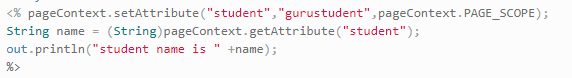 <% pageContext.setAttribute("student","gurustudent",pageContext.PAGE_SCOPE);
String name = (String)pageContext.getAttribute("student");
out.println("student name is " +name);
%>